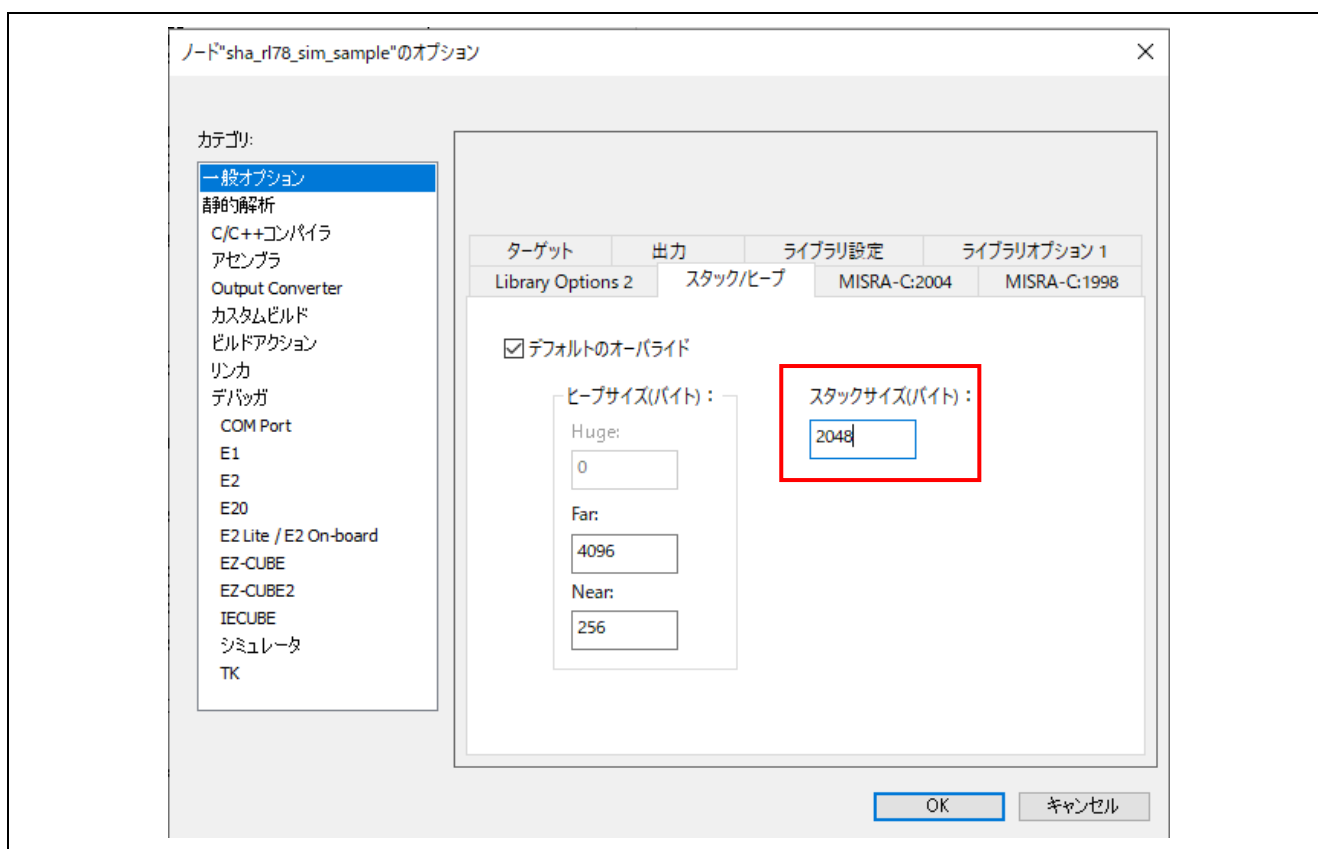 ノード"sha_rl78_sim_sample"のオプション
カテゴリ:
一般オプション
静的解析
C/C++コンパイラ
アセンブラ
Output Converter
カスタムビルド
ビルドアクション
リンカ
デバッガ
COM Port
E1
E2
E20
E2 Lite / E2 On-board
EZ-CUBE
EZ-CUBE2
IECUBE
シミュレータ
TK
ターゲット 出力 ライブラリ設定 ライブラリオプション 1
Library Options 2 スタック/ヒープ MISRA-C:2004 MISRA-C:1998
デフォルトのオーバライド
ヒープサイズ(バイト)： スタックサイズ(バイト)：
Huge: 2048
0
Far:
4096
Near:
256
OK キャンセル